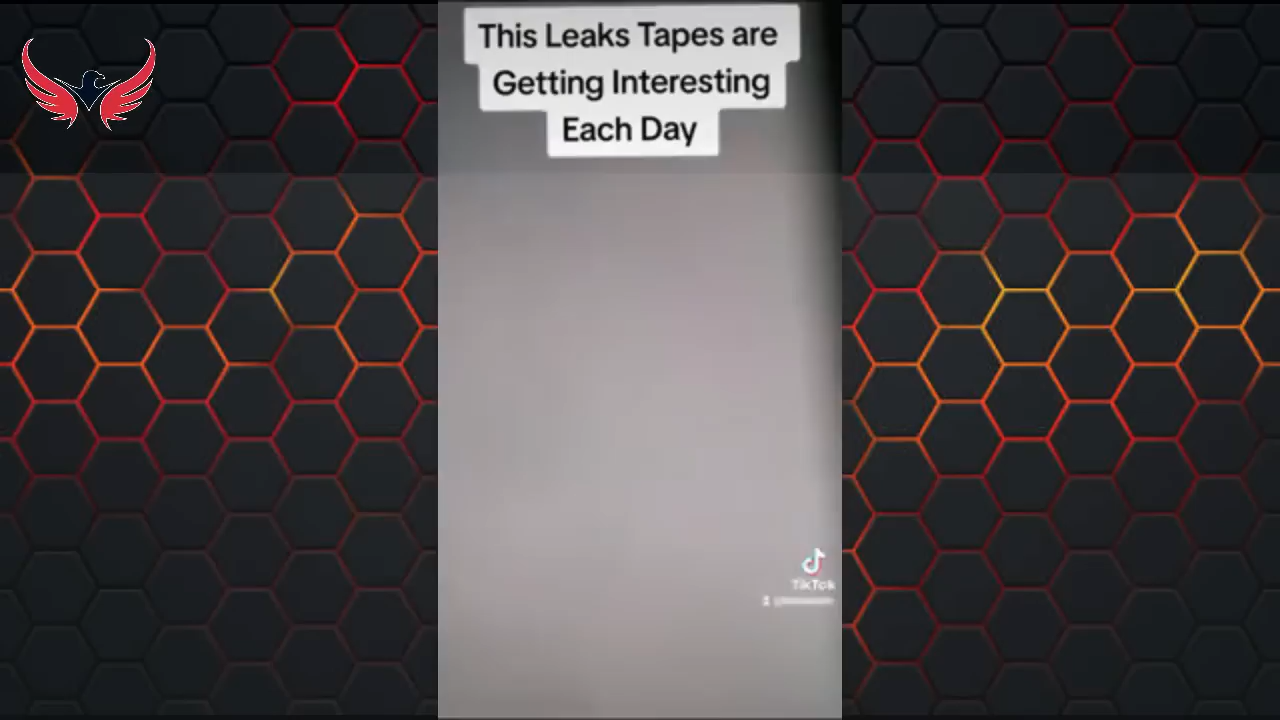 This Leaks Tapes are
Getting Interesting
Each Day
TikTok